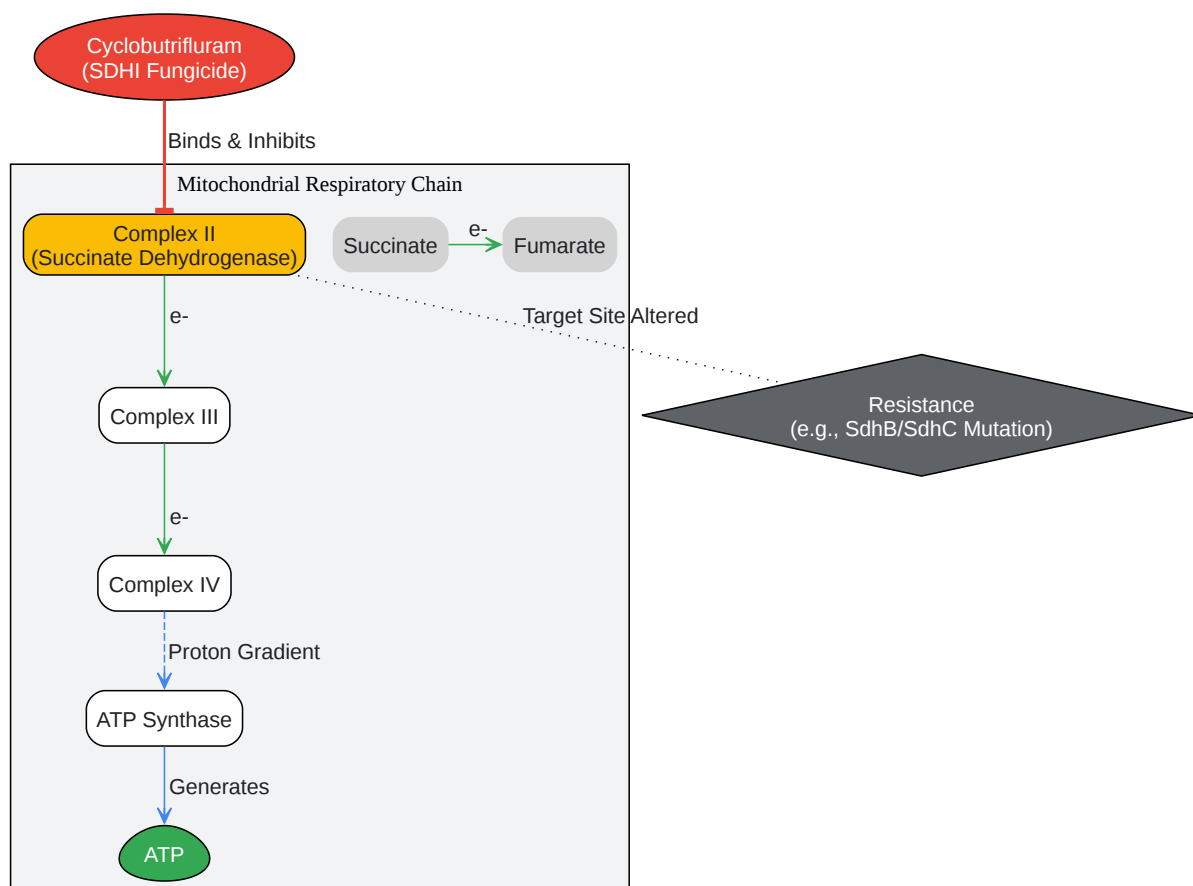 Cyclobutrifluram
(SDHI Fungicide)
Binds & Inhibits
Mitochondrial Respiratory Chain
Complex II
(Succinate Dehydrogenase)
Succinate
e-
Fumarate
e-
Target Site Altered
Resistance
(e.g., SdhB/SdhC Mutation)
Complex III
e-
Complex IV
Proton Gradient
ATP Synthase
Generates
ATP